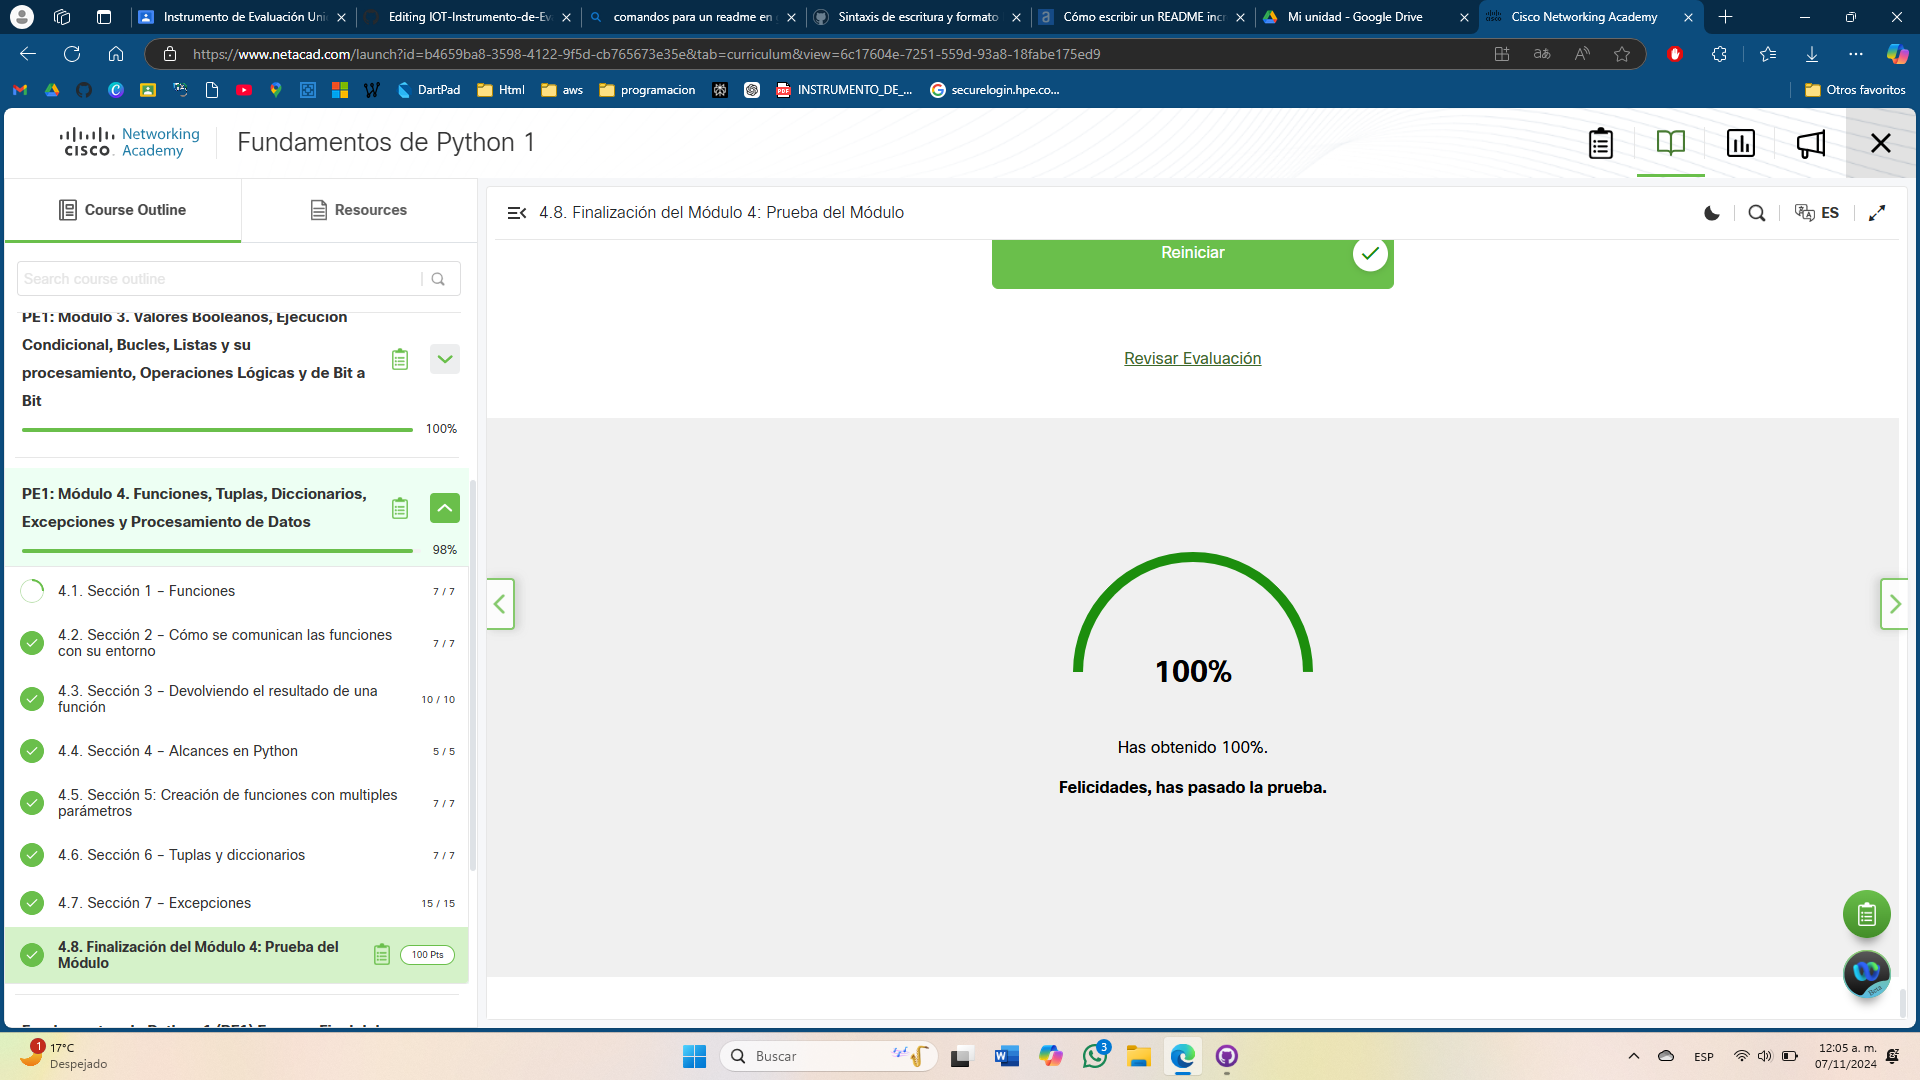 Instrumento de Evaluación Uni
Editing IOT-Instrumento-de-Ev
comandos para un readme en
Sintaxis de escritura y formato
Cómo escribir un README incr
Mi unidad - Google Drive
Cisco Networking Academy
https://www.netacad.com/launch?id=b4659ba8-3598-4122-9f5d-cb765673e35e&tab=curriculum&view=6c17604e-7251-559d-93a8-18fabe175ed9
DartPad
Html
aws
programacion
INSTRUMENTO_DE_...
securelogin.hpe.co...
Otros favoritos
cisco Networking Academy
Fundamentos de Python 1
Course Outline
Resources
4.8. Finalización del Módulo 4: Prueba del Módulo
ES
Search course outline
Reiniciar
Revisar Evaluación
PE1: Módulo 3. Valores Booleanos, Ejecución
Condicional, Bucles, Listas y su
procesamiento, Operaciones Lógicas y de Bit a
Bit
100%
PE1: Módulo 4. Funciones, Tuplas, Diccionarios,
Excepciones y Procesamiento de Datos
98%
4.1. Sección 1 – Funciones
7 / 7
4.2. Sección 2 – Cómo se comunican las funciones
con su entorno
7 / 7
4.3. Sección 3 – Devolviendo el resultado de una
función
10 / 10
4.4. Sección 4 – Alcances en Python
5 / 5
4.5. Sección 5: Creación de funciones con multiples
parámetros
7 / 7
4.6. Sección 6 – Tuplas y diccionarios
7 / 7
4.7. Sección 7 – Excepciones
15 / 15
4.8. Finalización del Módulo 4: Prueba del
Módulo
100 Pts
100%
Has obtenido 100%.
Felicidades, has pasado la prueba.
Beta
1
17°C
Despejado
Buscar
3
ESP
12:05 a. m.
07/11/2024